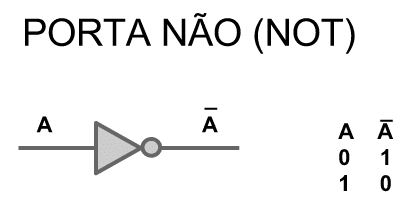 PORTA NÃO (NOT)
A Ā
A Ā
0 1
1 0